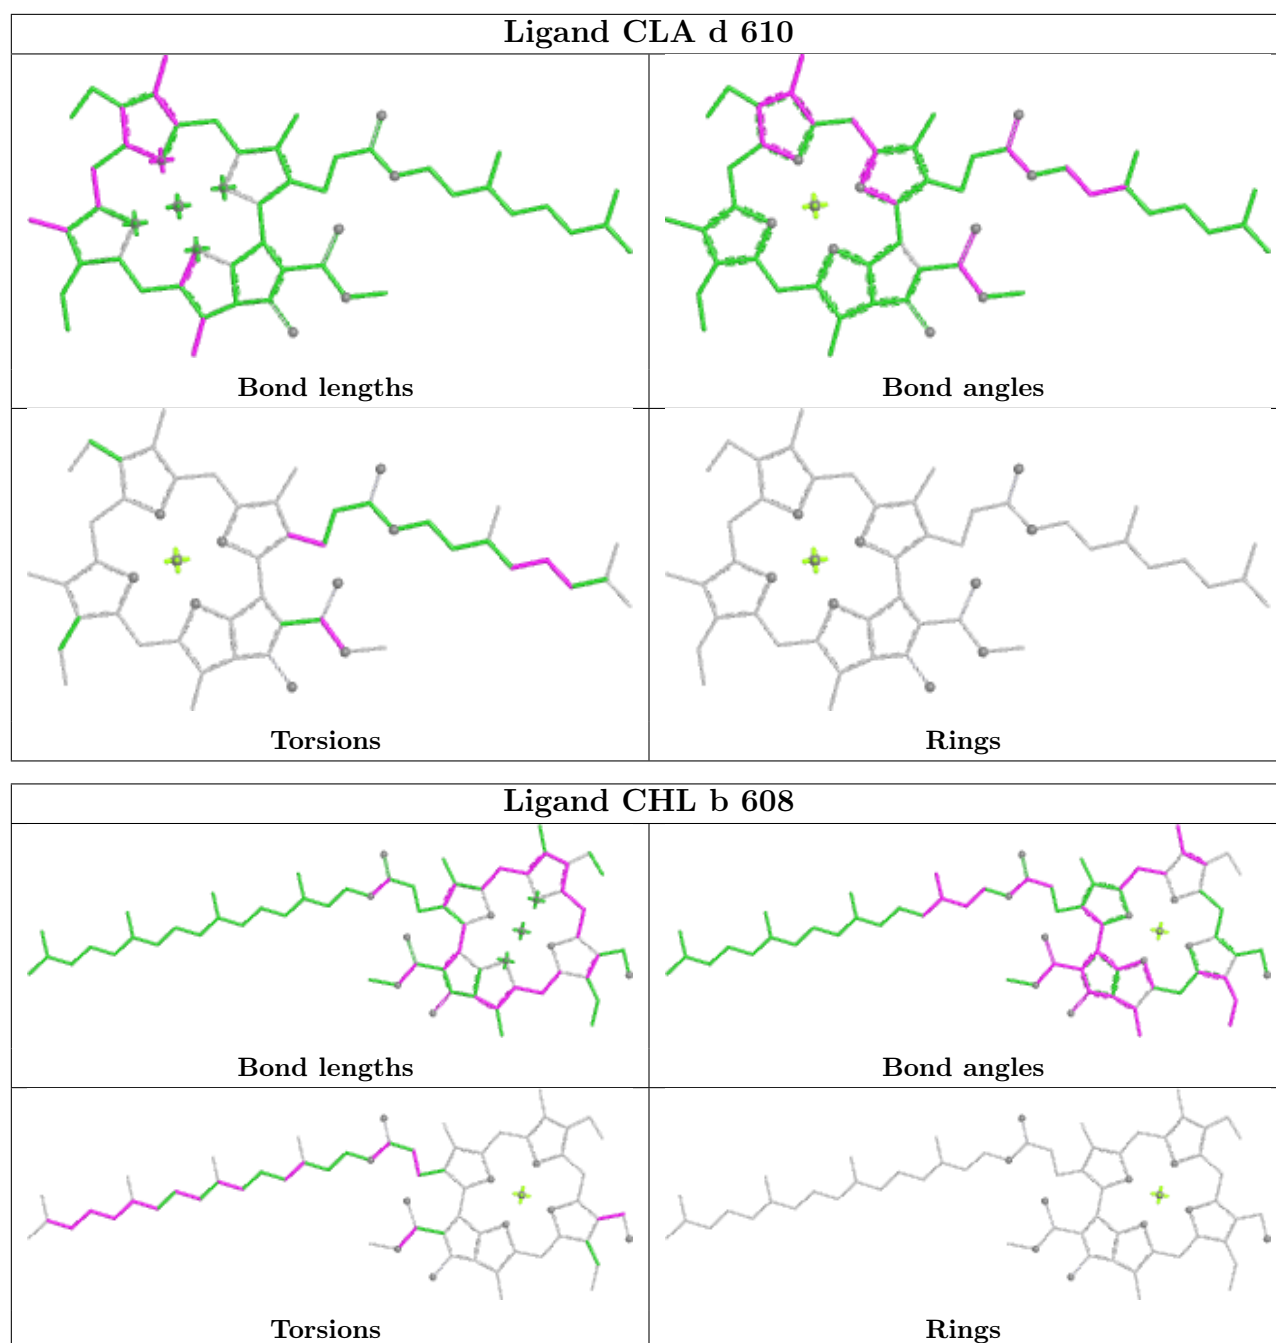 Ligand CLA d 610
Bond lengths
Bond angles
Torsions
Rings
Ligand CHL b 608
Bond lengths
Bond angles
Torsions
Rings